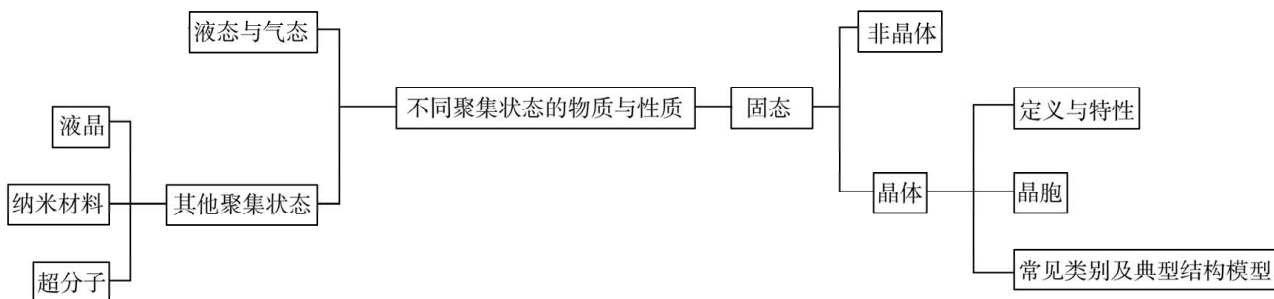 液态与气态
非晶体
不同聚集状态的物质与性质
固态
定义与特性
液晶
纳米材料
其他聚集状态
晶体
晶胞
超分子
常见类别及典型结构模型